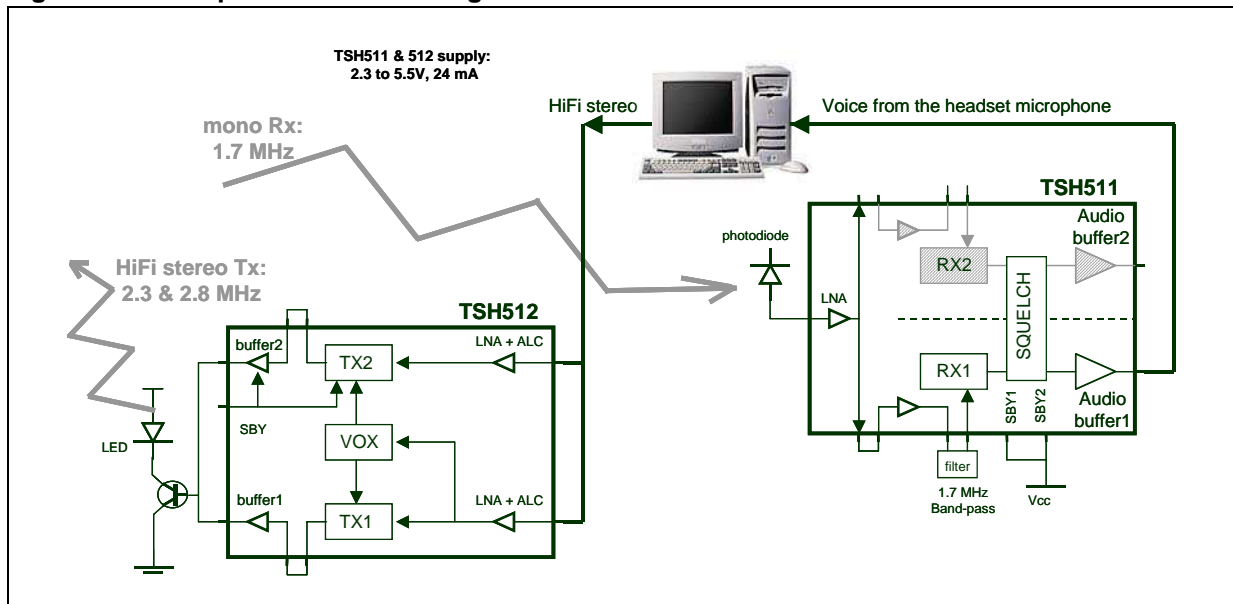 TSH511 & 512 supply:
2.3 to 5.5V, 24 mA
HiFi stereo
Voice from the headset microphone
mono Rx:
1.7 MHz
HiFi stereo Tx:
2.3 & 2.8 MHz
TSH512
buffer2
TX2
LNA + ALC
SBY
VOX
LED
buffer1
TX1
LNA + ALC
TSH511
photodiode
LNA
RX2
Audio
buffer2
SQUELCH
RX1
SBY1
SBY2
Audio
buffer1
filter
1.7 MHz
Band-pass
Vcc